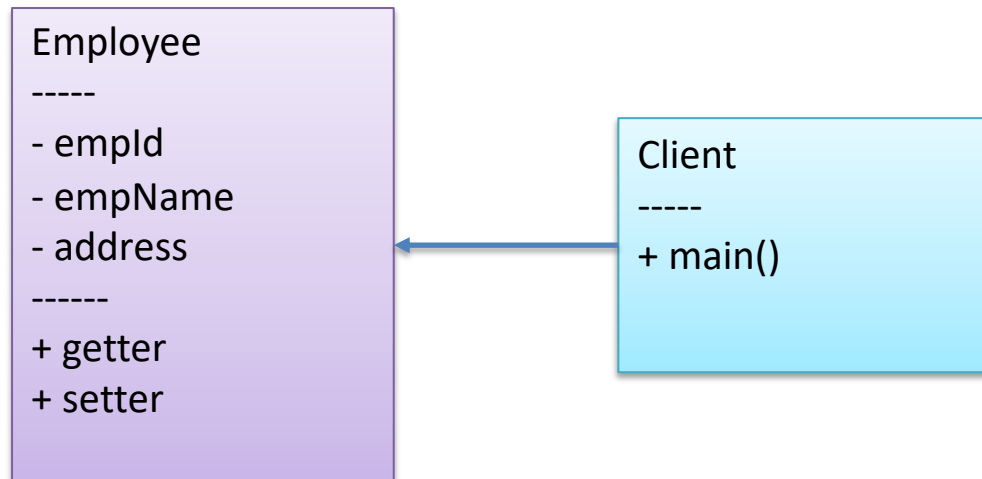 Employee
-----
- empId
- empName
- address
------
+ getter
+ setter
Client
-----
+ main()